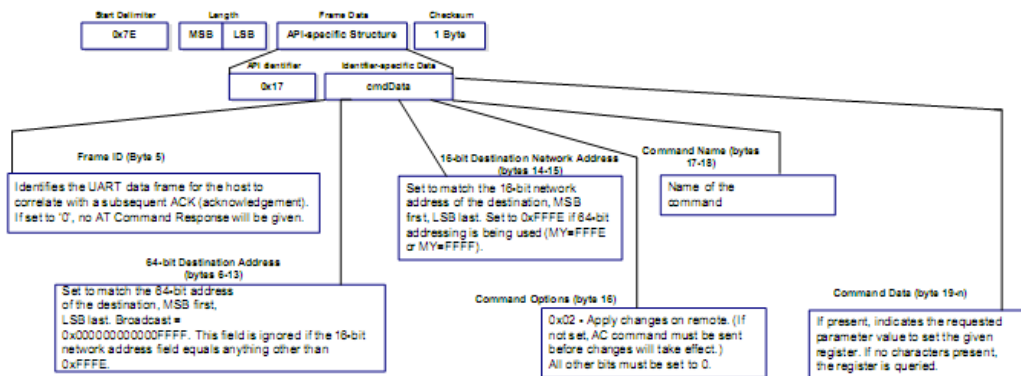 Start Delimiter
Length
Frame Data
Checksum
0x7E
MSB
LSB
API-specific Structure
1 Byte
API Identifier
Identifier-specific Data
0x17
cmdData
Frame ID (Byte 5)
Identifies the UART data frame for the host to
correlate with a subsequent ACK (acknowledgement).
If set to '0', no AT Command Response will be given.
16-bit Destination Network Address
(bytes 14-15)
Set to match the 16-bit network
address of the destination, MSB
first, LSB last. Set to 0xFFFE if 64-bit
addressing is being used (MY=FFFE
or MY=FFFF).
Command Name (bytes
17-18)
Name of the
command
64-bit Destination Address
(bytes 6-13)
Set to match the 64-bit address
of the destination, MSB first,
LSB last. Broadcast =
0x000000000000FFFF. This field is ignored if the 16-bit
network address field equals anything other than
0xFFFE.
Command Options (byte 16)
0x02 - Apply changes on remote. (If
not set, AC command must be sent
before changes will take effect.)
All other bits must be set to 0.
Command Data (byte 19-n)
If present, indicates the requested
parameter value to set the given
register. If no characters present,
the register is queried.